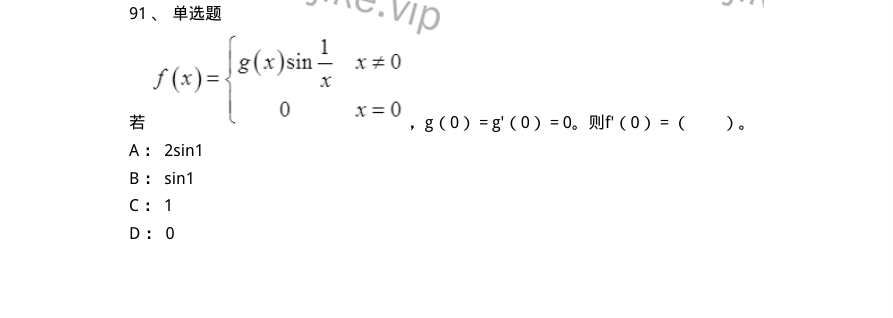 91、 单选题
若 f(x)={ g(x)sin 1/x x≠0
0 x=0 ，g（0）=g'（0）=0。则f'（0）=（ ）。
A： 2sin1
B： sin1
C： 1
D： 0